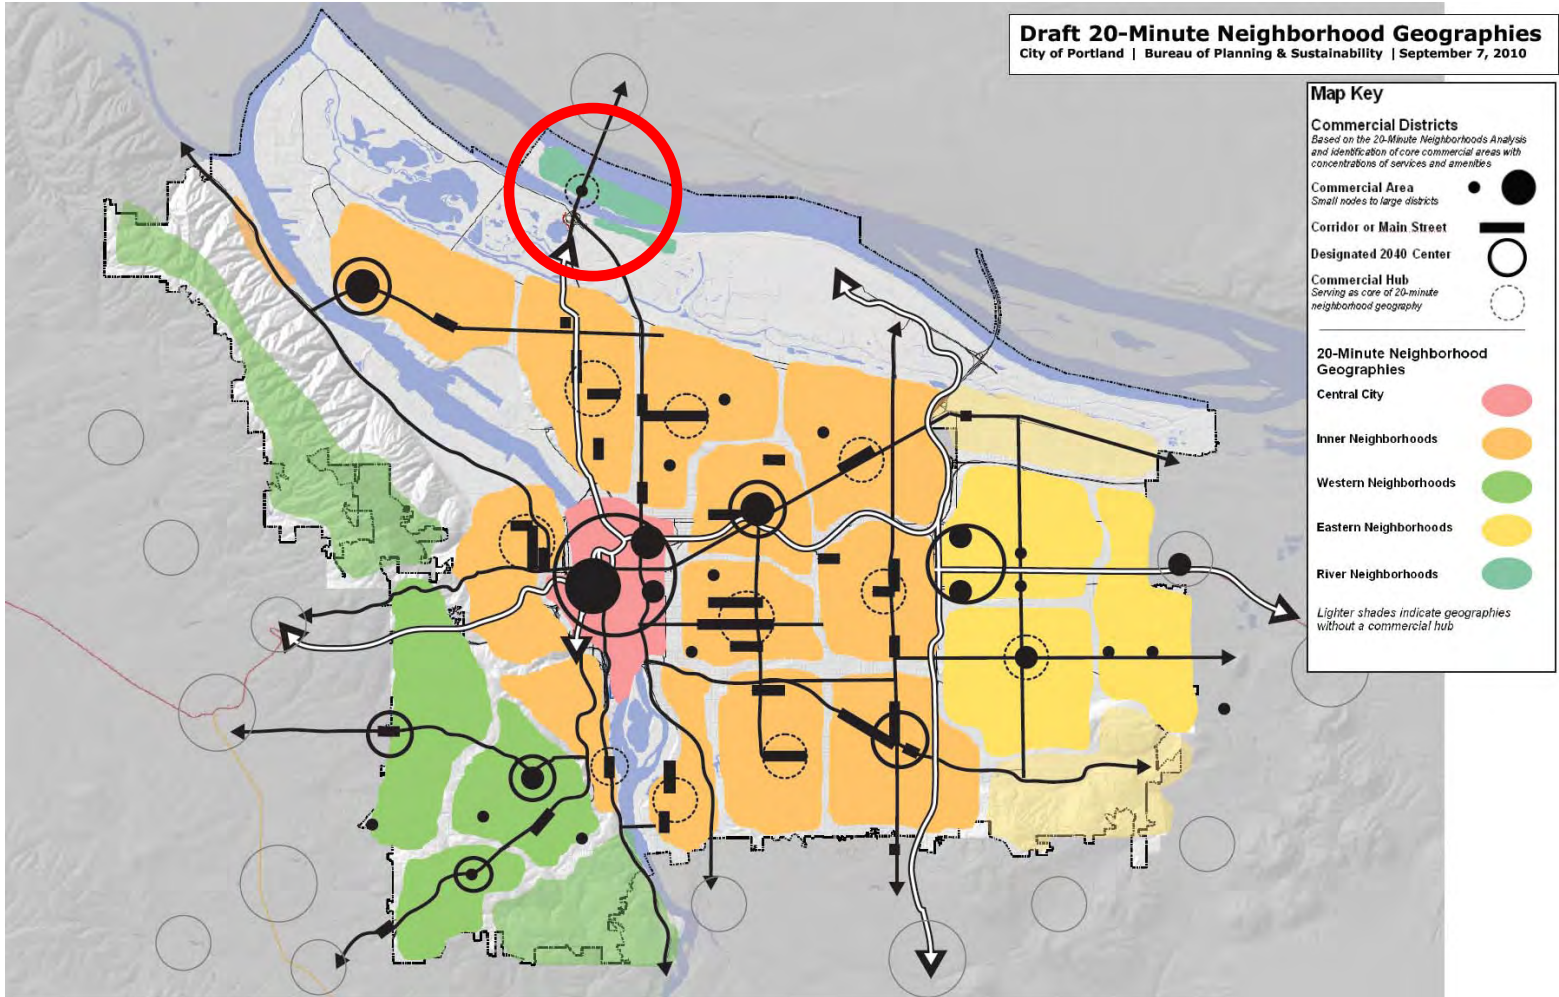 Draft 20-Minute Neighborhood Geographies
City of Portland | Bureau of Planning & Sustainability | September 7, 2010
Map Key
Commercial Districts
Based on the 20-Minute Neighborhoods Analysis
and identification of core commercial areas with
concentrations of services and amenities
Commercial Area
Small nodes to large districts
Corridor or Main Street
Designated 2040 Center
Commercial Hub
Serving as core of 20-minute
neighborhood geography
20-Minute Neighborhood
Geographies
Central City
Inner Neighborhoods
Western Neighborhoods
Eastern Neighborhoods
River Neighborhoods
Lighter shades indicate geographies
without a commercial hub